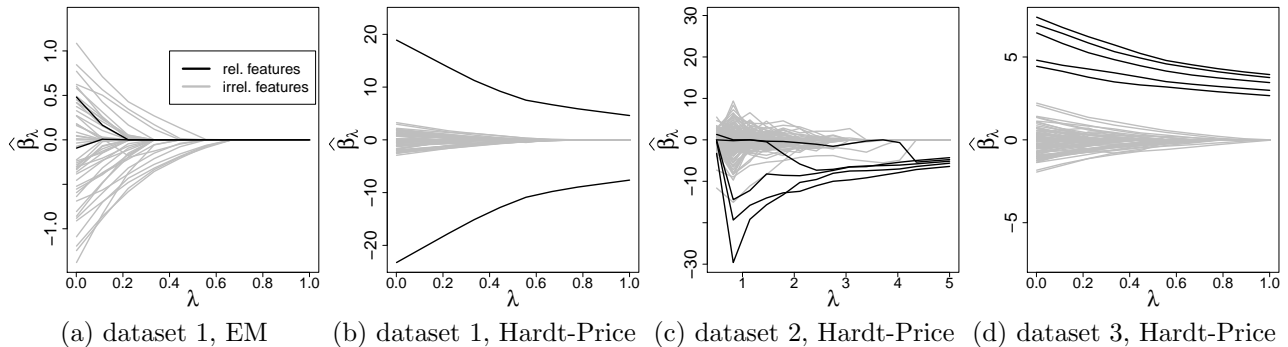 1.0
0.5
0.0
−1.0
β̂λ
rel. features
irrel. features
0.0 0.2 0.4 0.6 0.8 1.0
λ
(a) dataset 1, EM
20
10
0
−10
−20
β̂λ
0.0 0.2 0.4 0.6 0.8 1.0
λ
(b) dataset 1, Hardt-Price
30
20
10
0
−10
−30
β̂λ
1 2 3 4 5
λ
(c) dataset 2, Hardt-Price
5
0
−5
β̂λ
0.0 0.2 0.4 0.6 0.8 1.0
λ
(d) dataset 3, Hardt-Price